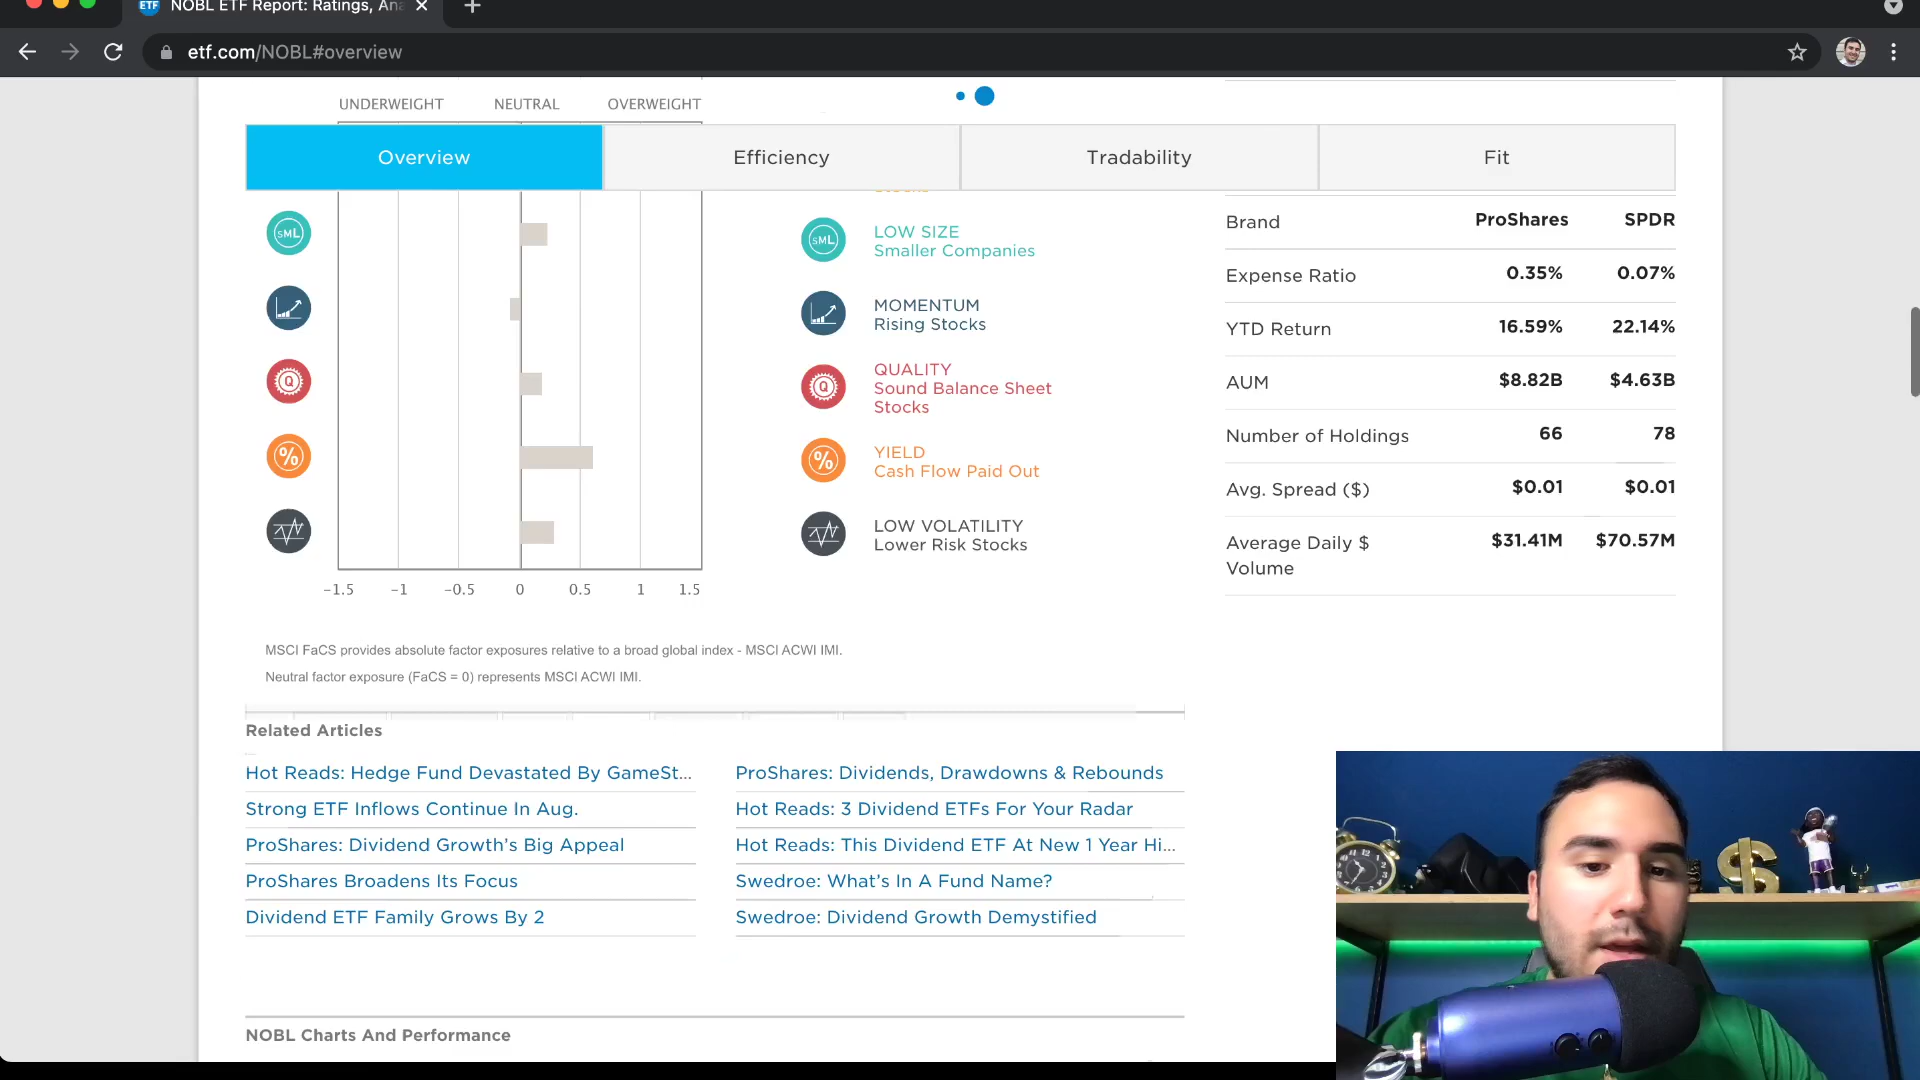 NOBL ETF Report: Ratings, Ana
etf.com/NOBL#overview
UNDERWEIGHT NEUTRAL OVERWEIGHT
Overview Efficiency Tradability Fit
LOW SIZE
Smaller Companies
MOMENTUM
Rising Stocks
QUALITY
Sound Balance Sheet
Stocks
YIELD
Cash Flow Paid Out
LOW VOLATILITY
Lower Risk Stocks
-1.5 -1 -0.5 0 0.5 1 1.5
Brand ProShares SPDR
Expense Ratio 0.35% 0.07%
YTD Return 16.59% 22.14%
AUM $8.82B $4.63B
Number of Holdings 66 78
Avg. Spread ($) $0.01 $0.01
Average Daily $ $31.41M $70.57M
Volume
MSCI FaCS provides absolute factor exposures relative to a broad global index - MSCI ACWI IMI.
Neutral factor exposure (FaCS = 0) represents MSCI ACWI IMI.
Related Articles
Hot Reads: Hedge Fund Devastated By GameSt...
Strong ETF Inflows Continue In Aug.
ProShares: Dividend Growth's Big Appeal
ProShares Broadens Its Focus
Dividend ETF Family Grows By 2
ProShares: Dividends, Drawdowns & Rebounds
Hot Reads: 3 Dividend ETFs For Your Radar
Hot Reads: This Dividend ETF At New 1 Year Hi...
Swedroe: What's In A Fund Name?
Swedroe: Dividend Growth Demystified
NOBL Charts And Performance